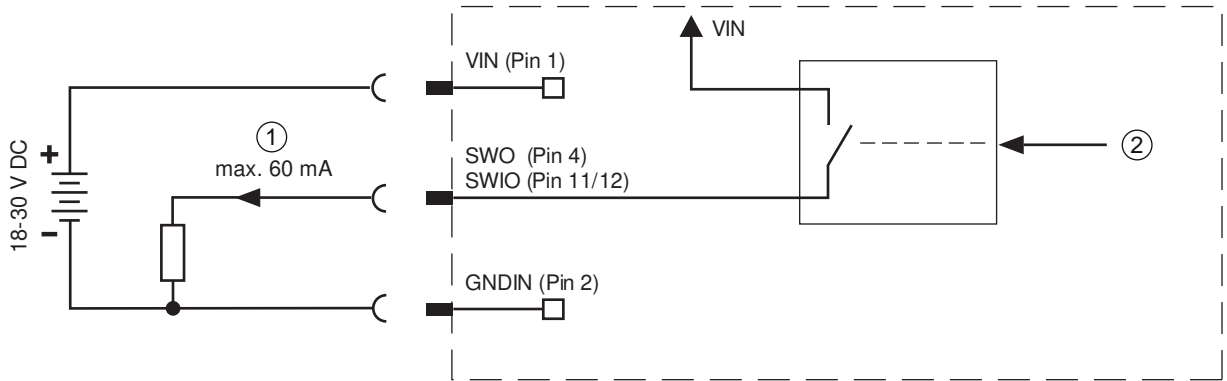 VIN
VIN (Pin 1)
1
max. 60 mA
+
18-30 V DC
-
SWO (Pin 4)
SWIO (Pin 11/12)
2
GNDIN (Pin 2)